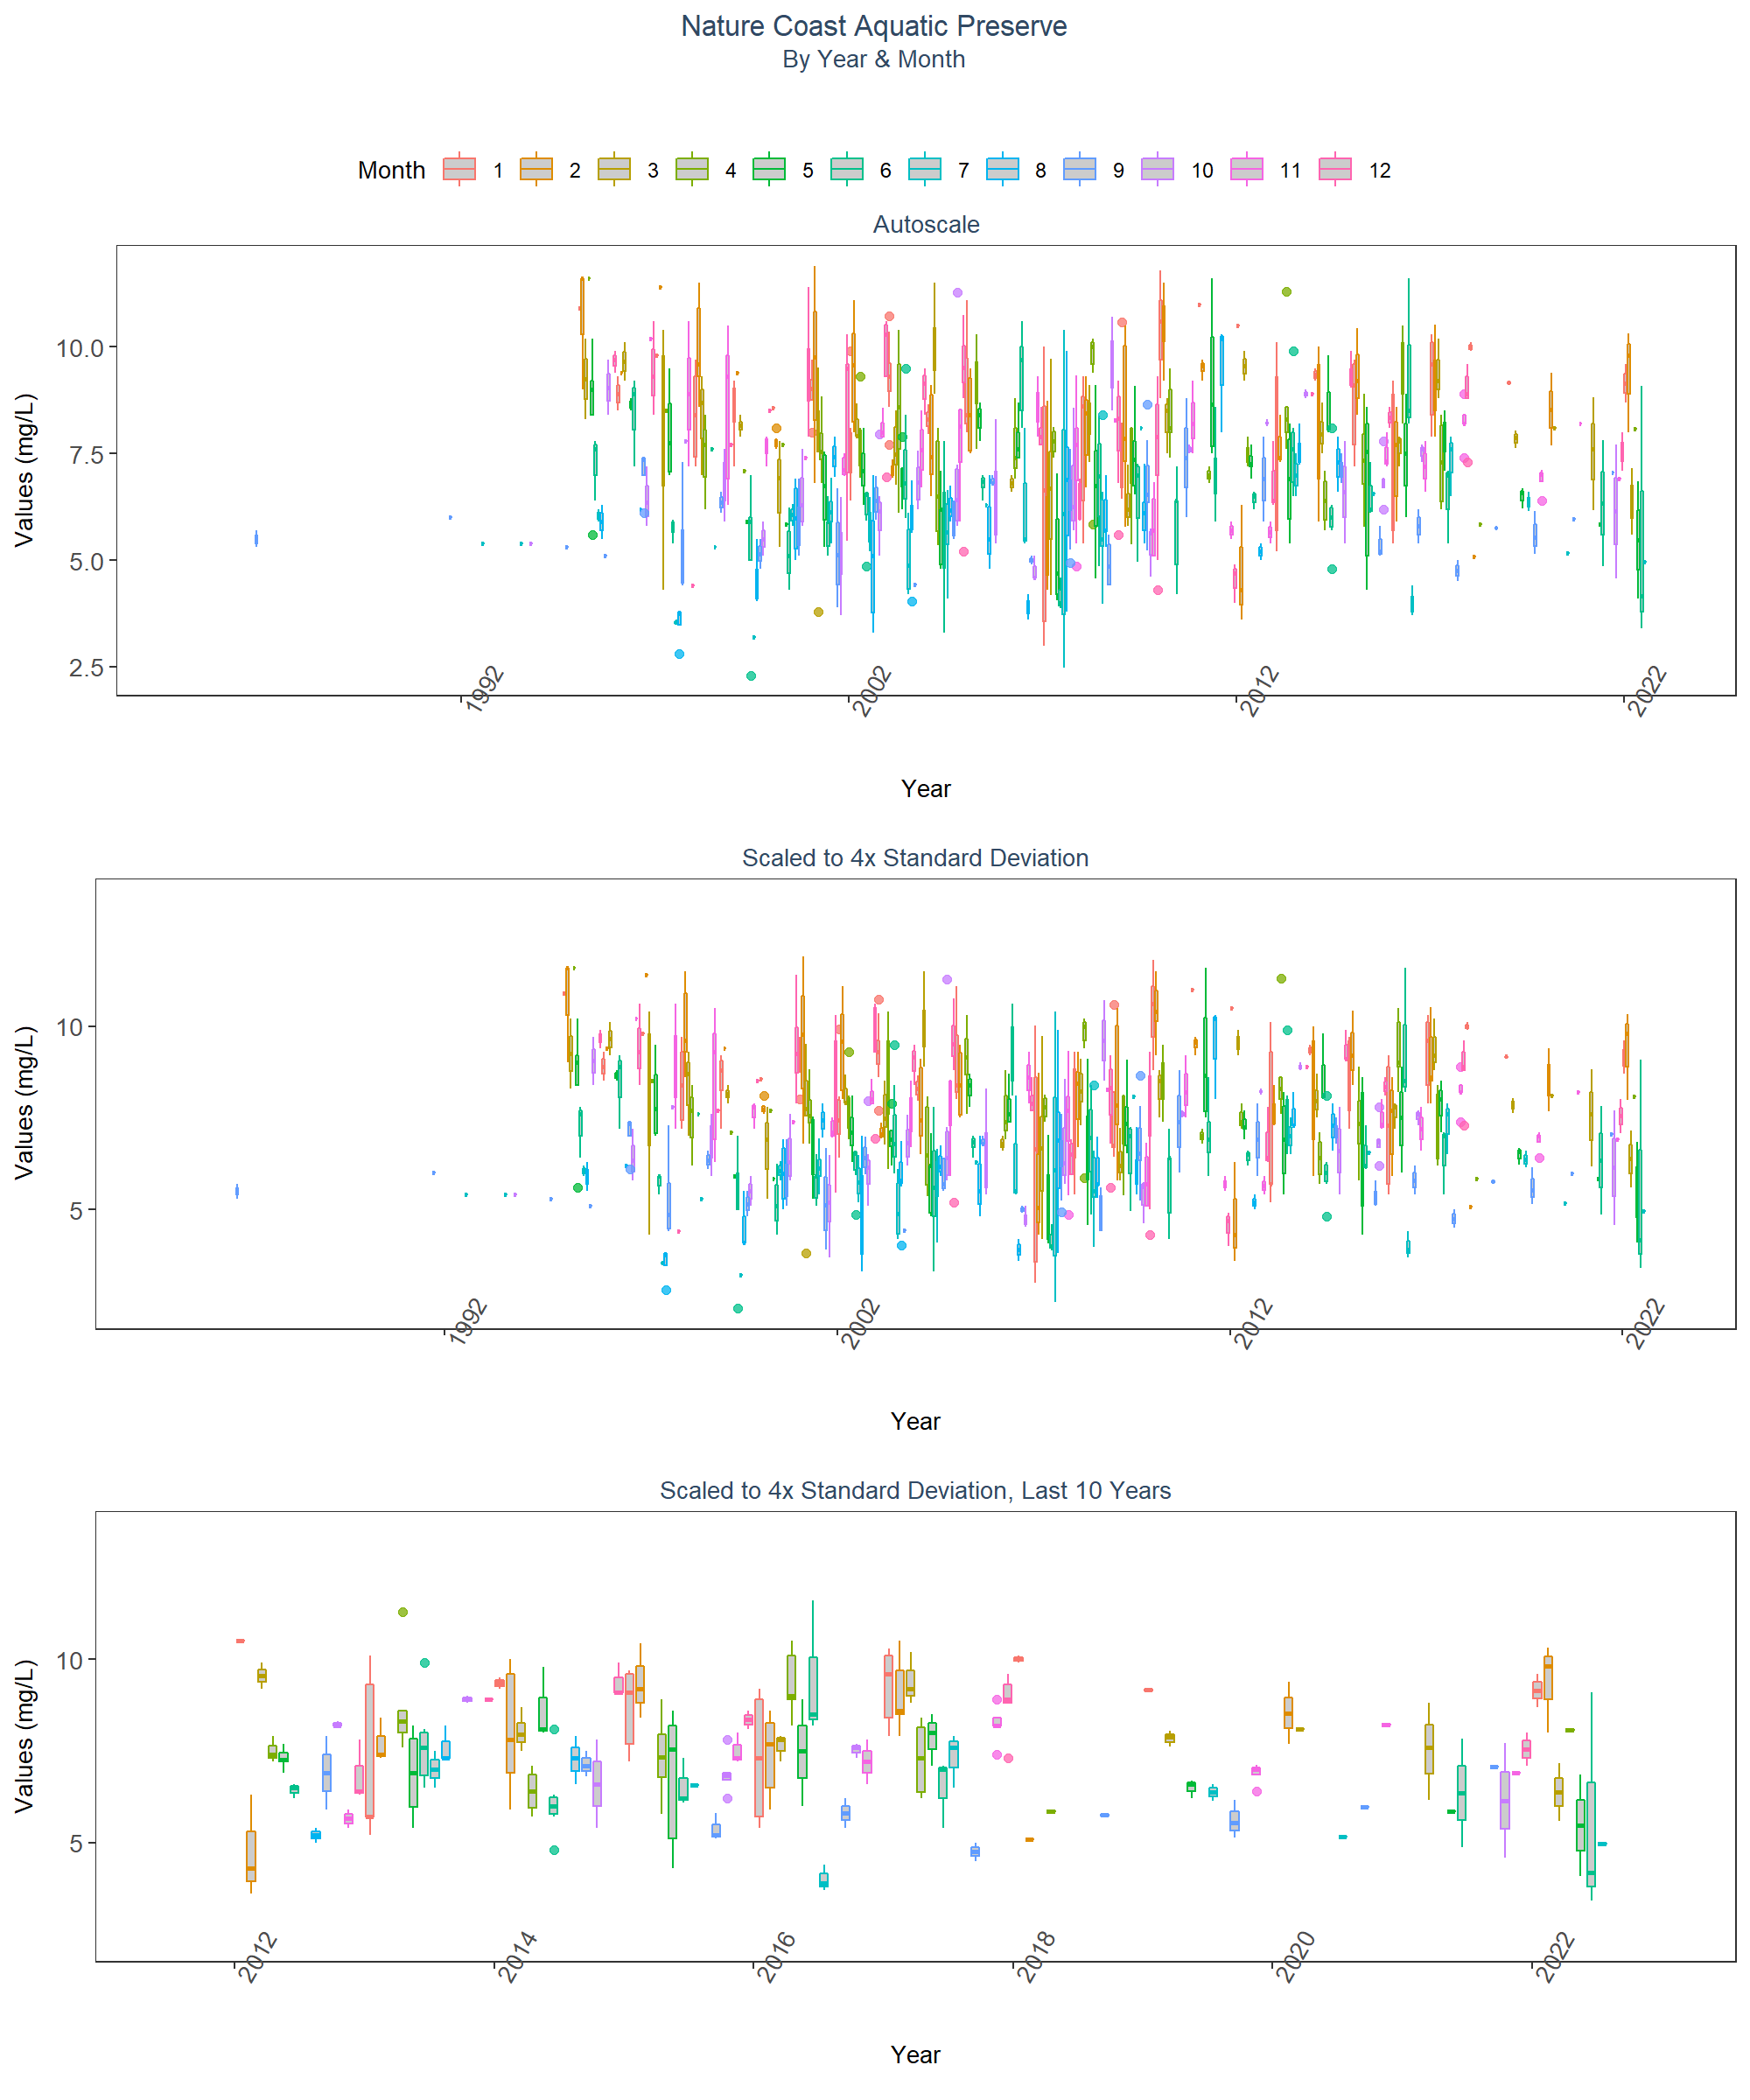 Nature Coast Aquatic Preserve
By Year & Month
Month 1 2 3 4 5 6 7 8 9 10 11 12
Autoscale
Values (mg/L)
10.0
7.5
5.0
2.5
1992 2002 2012 2022
Year
Scaled to 4x Standard Deviation
Values (mg/L)
10
5
1992 2002 2012 2022
Year
Scaled to 4x Standard Deviation, Last 10 Years
Values (mg/L)
10
5
2012 2014 2016 2018 2020 2022
Year